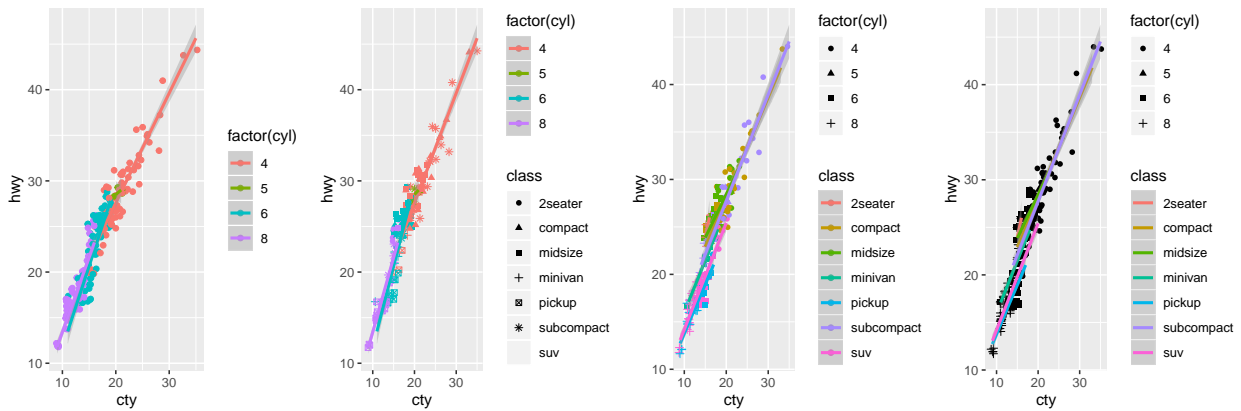 hwy
40
30
20
10
10
20
30
cty
factor(cyl)
4
5
6
8
hwy
40
30
20
10
10
20
30
cty
factor(cyl)
4
5
6
8
class
2seater
compact
midsize
minivan
pickup
subcompact
suv
hwy
40
30
20
10
10
20
30
cty
factor(cyl)
4
5
6
8
class
2seater
compact
midsize
minivan
pickup
subcompact
suv
hwy
40
30
20
10
10
20
30
cty
factor(cyl)
4
5
6
8
class
2seater
compact
midsize
minivan
pickup
subcompact
suv